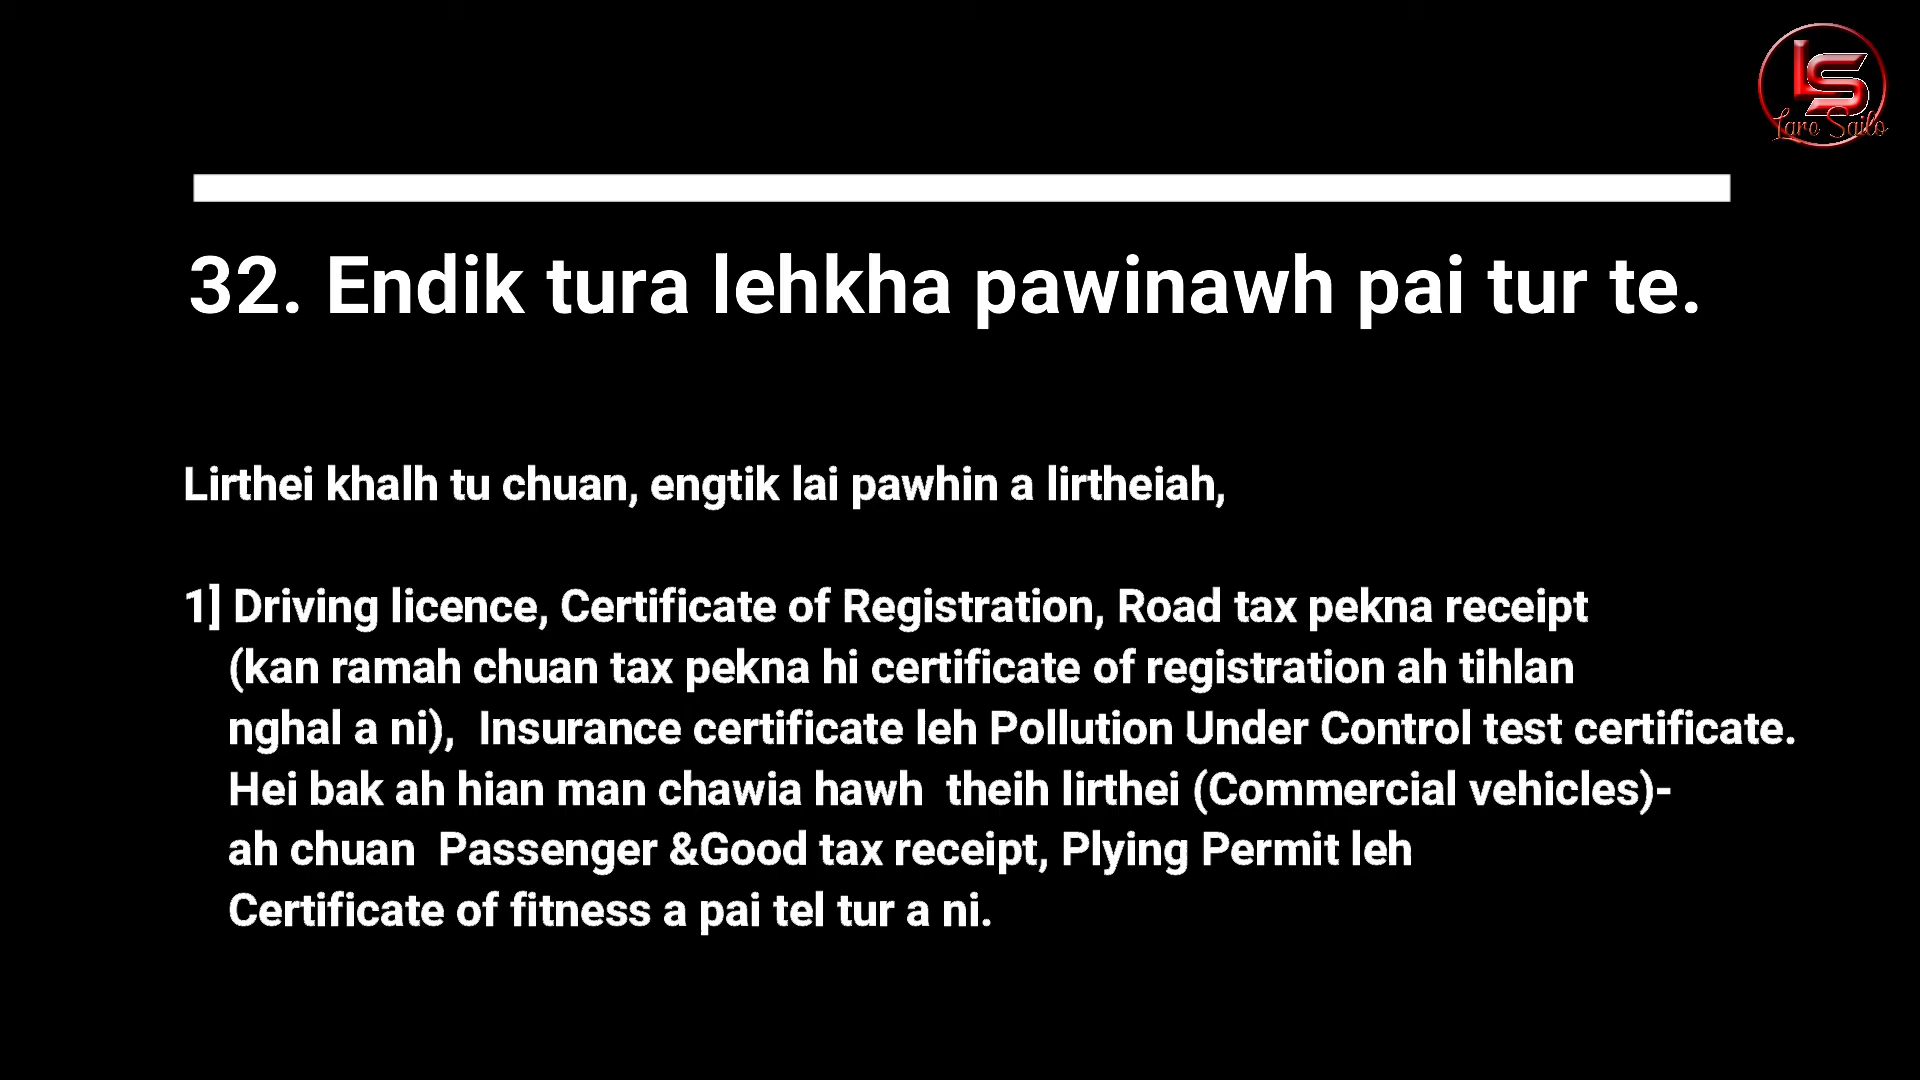 LS
Lare Sailo
32. Endik tura lehkha pawinawh pai tur te.
Lirthei khalh tu chuan, engtik lai pawhin a lirtheiah,
1] Driving licence, Certificate of Registration, Road tax pekna receipt
(kan ramah chuan tax pekna hi certificate of registration ah tihlan
nghal a ni), Insurance certificate leh Pollution Under Control test certificate.
Hei bak ah hian man chawia hawh theih lirthei (Commercial vehicles)-
ah chuan Passenger &Good tax receipt, Plying Permit leh
Certificate of fitness a pai tel tur a ni.